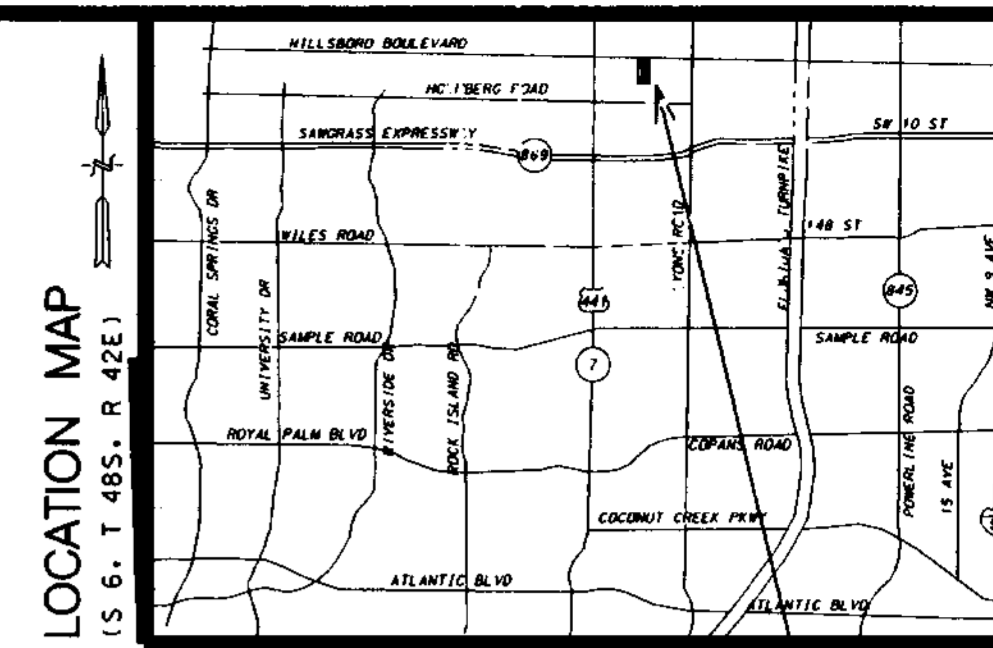 LOCATION MAP
(S 6. T 48S. R 42E)
HILLSBORO BOULEVARD
SAWGRASS
869
SW 10 ST
CORAL SPRINGS DR
WILES ROAD
48 ST
UNIVERSITY DR
441
845
SAMPLE ROAD
SAMPLE ROAD
7
RIVERSIDE DR
ROCK ISLAND RD
POWERLINE ROAD
ROYAL PALM BLVD
COPANS ROAD
15 AVE
COCONUT CREEK PKWY
ATLANTIC BLVD
ATLANTIC BLVD
TURNPIKE